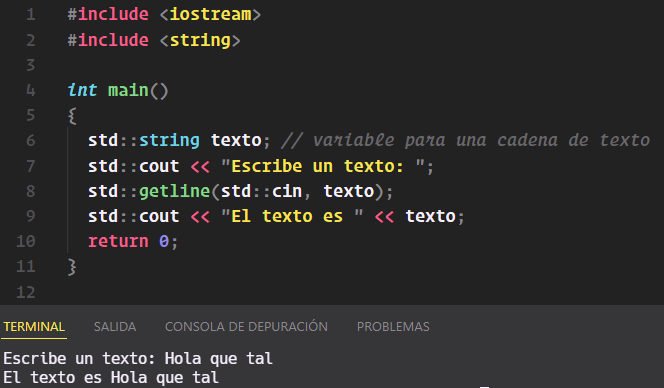 1 #include <iostream>
2 #include <string>
3
4 int main()
5 {
6 std::string texto; // variable para una cadena de texto
7 std::cout << "Escribe un texto: ";
8 std::getline(std::cin, texto);
9 std::cout << "El texto es " << texto;
10 return 0;
11 }
12
TERMINAL SALIDA CONSOLA DE DEPURACIÓN PROBLEMAS
Escribe un texto: Hola que tal
El texto es Hola que tal